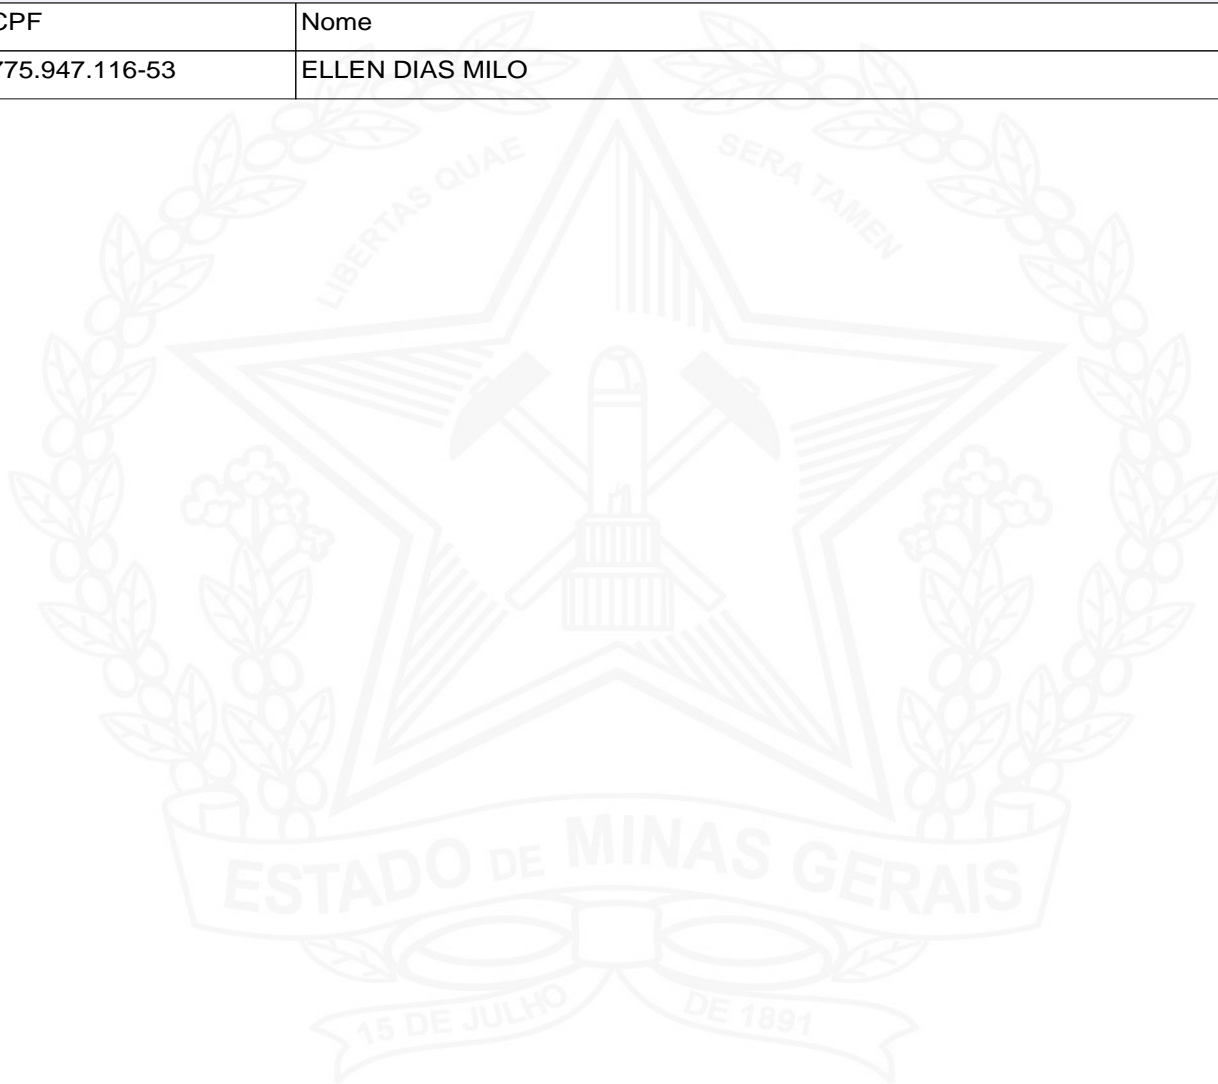 CPF Nome
775.947.116-53 ELLEN DIAS MILO
LIBERTAS QUAE SERA TAMEN
ESTADO DE MINAS GERAIS
15 DE JULHO DE 1891